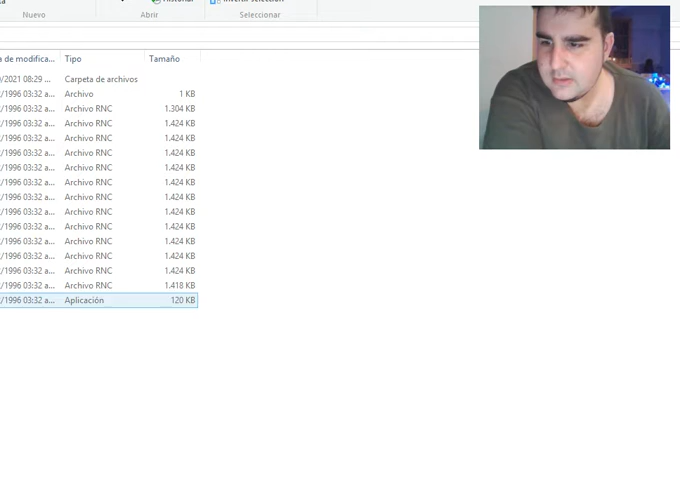 Nuevo Abrir Seleccionar
a de modifica... Tipo Tamaño
/2021 08:29 ... Carpeta de archivos
/1996 03:32 a... Archivo 1 KB
/1996 03:32 a... Archivo RNC 1.304 KB
/1996 03:32 a... Archivo RNC 1.424 KB
/1996 03:32 a... Archivo RNC 1.424 KB
/1996 03:32 a... Archivo RNC 1.424 KB
/1996 03:32 a... Archivo RNC 1.424 KB
/1996 03:32 a... Archivo RNC 1.424 KB
/1996 03:32 a... Archivo RNC 1.424 KB
/1996 03:32 a... Archivo RNC 1.424 KB
/1996 03:32 a... Archivo RNC 1.424 KB
/1996 03:32 a... Archivo RNC 1.424 KB
/1996 03:32 a... Archivo RNC 1.424 KB
/1996 03:32 a... Archivo RNC 1.424 KB
/1996 03:32 a... Archivo RNC 1.418 KB
/1996 03:32 a... Aplicación 120 KB